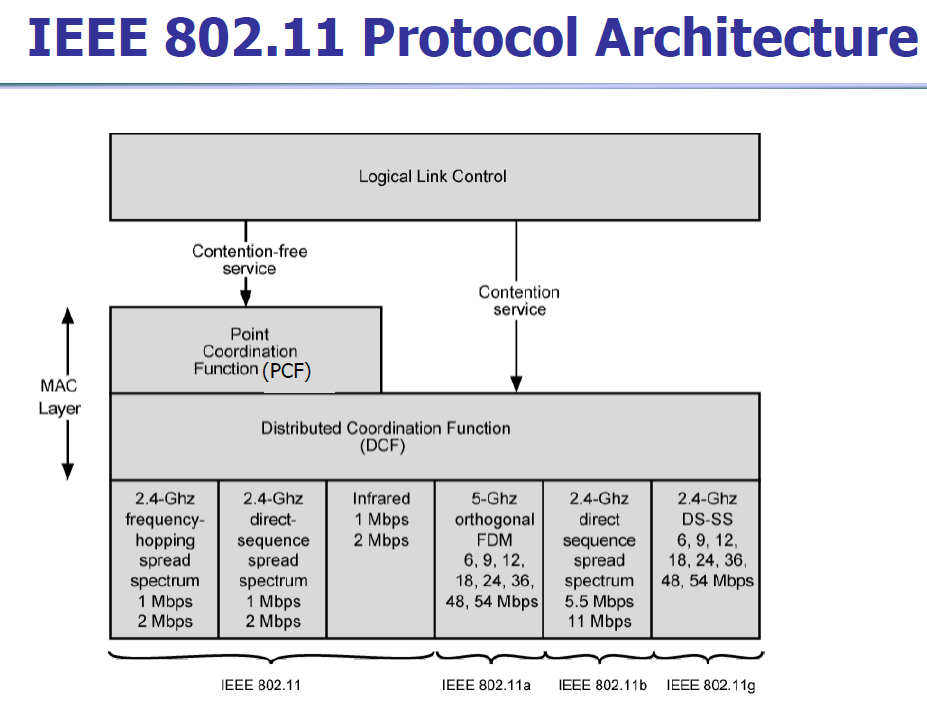 IEEE 802.11 Protocol Architecture
Logical Link Control
Contention-free
service
Contention
service
Point
Coordination
Function (PCF)
MAC
Layer
Distributed Coordination Function
(DCF)
2.4-Ghz
frequency-
hopping
spread
spectrum
1 Mbps
2 Mbps
2.4-Ghz
direct-
sequence
spread
spectrum
1 Mbps
2 Mbps
Infrared
1 Mbps
2 Mbps
5-Ghz
orthogonal
FDM
6, 9, 12,
18, 24, 36,
48, 54 Mbps
2.4-Ghz
direct
sequence
spread
spectrum
5.5 Mbps
11 Mbps
2.4-Ghz
DS-SS
6, 9, 12,
18, 24, 36,
48, 54 Mbps
IEEE 802.11
IEEE 802.11a
IEEE 802.11b
IEEE 802.11g